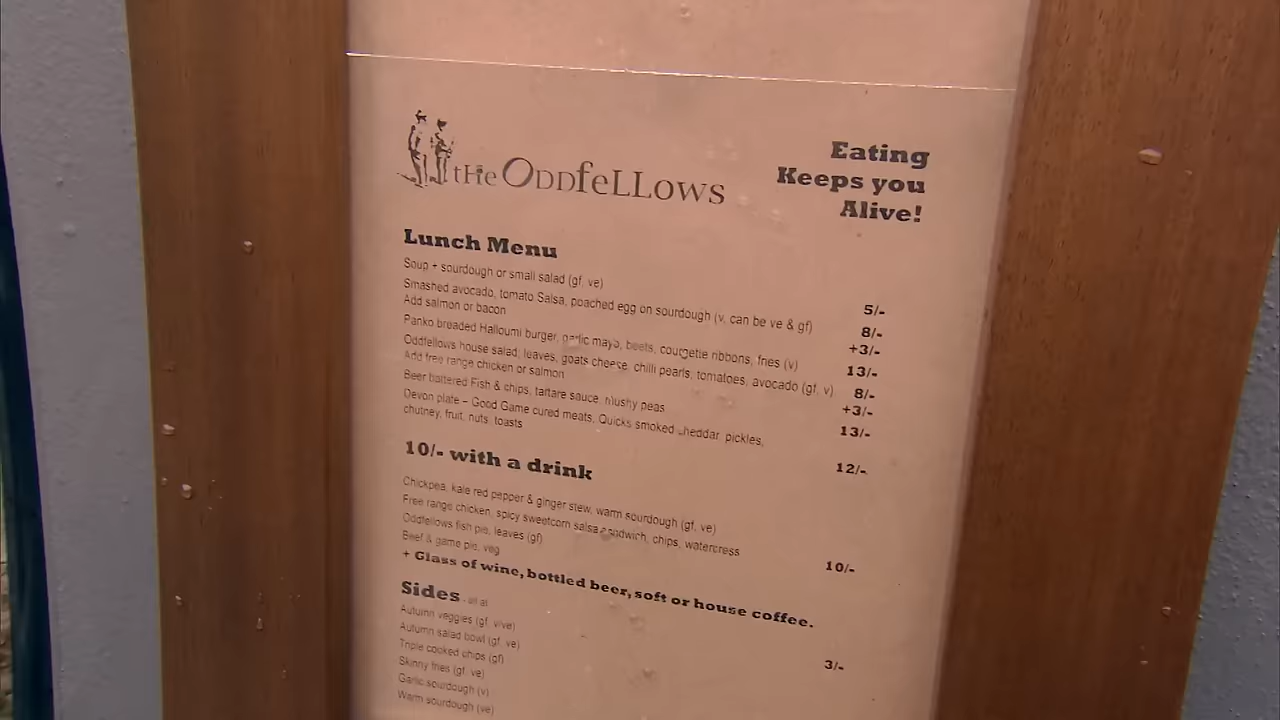 the Oddfellows
Eating
Keeps you
Alive!
Lunch Menu
Soup + sourdough or small salad (gf, ve) 5/-
Smashed avocado, tomato Salsa, poached egg on sourdough (v, can be ve & gf) 8/-
Add salmon or bacon +3/-
Panko breaded Halloumi burger, garlic mayo, beets, courgette ribbons, fries (v) 13/-
Oddfellows house salad; leaves, goats cheese, chilli pearls, tomatoes, avocado (gf, v) 8/-
Add free range chicken or salmon +3/-
Beer battered Fish & chips, tartare sauce, mushy peas 13/-
Devon plate – Good Game cured meats, Quicks smoked cheddar, pickles,
chutney, fruit, nuts, toasts 12/-
10/- with a drink
Chickpea, kale red pepper & ginger stew, warm sourdough (gf, ve)
Free range chicken, spicy sweetcorn salsa sandwich, chips, watercress
Oddfellows fish pie, leaves (gf) 10/-
Beef & game pie, veg
+ Glass of wine, bottled beer, soft or house coffee.
Sides - all at 3/-
Autumn veggies (gf, v/ve)
Autumn salad bowl (gf, ve)
Triple cooked chips (gf)
Skinny fries (gf, ve)
Garlic sourdough (v)
Warm sourdough (ve)